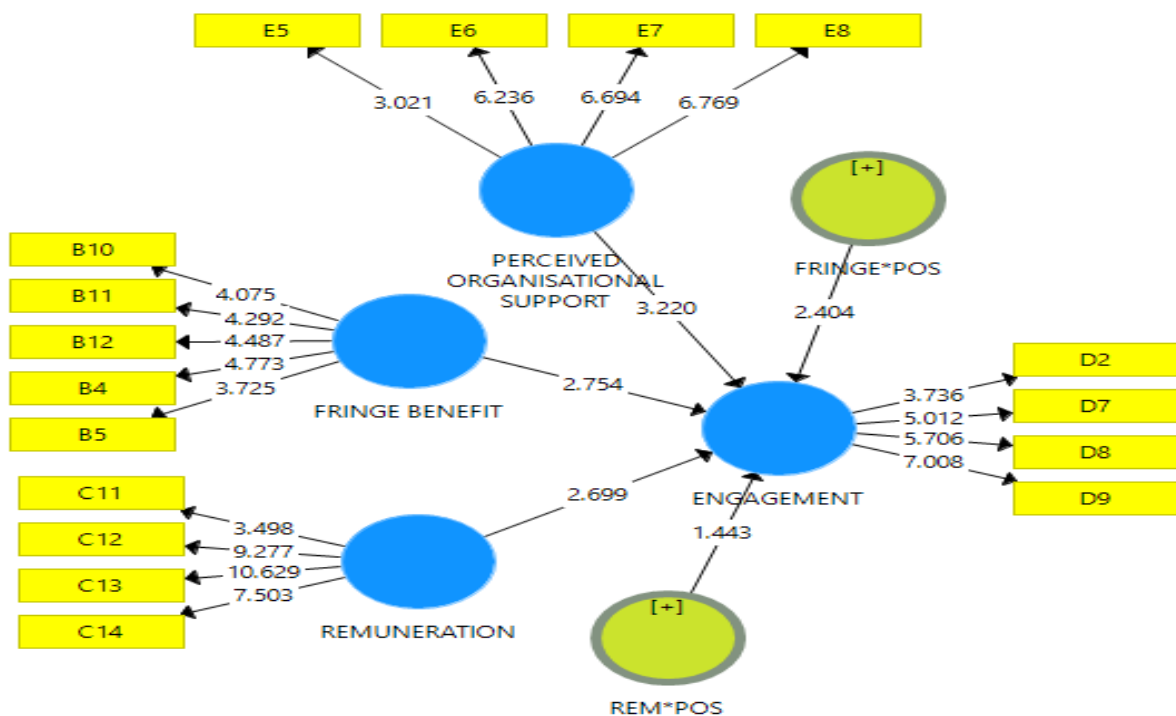 E5 E6 E7 E8
3.021 6.236 6.694 6.769
[+]
PERCEIVED
ORGANISATIONAL
SUPPORT
FRINGE*POS
3.220
2.404
B10
B11
B12
B4
B5
4.075
4.292
4.487
4.773
3.725
FRINGE BENEFIT
2.754
D2
D7
D8
D9
3.736
5.012
5.706
7.008
ENGAGEMENT
C11
C12
C13
C14
3.498
9.277
10.629
7.503
REMUNERATION
2.699
1.443
[+]
REM*POS